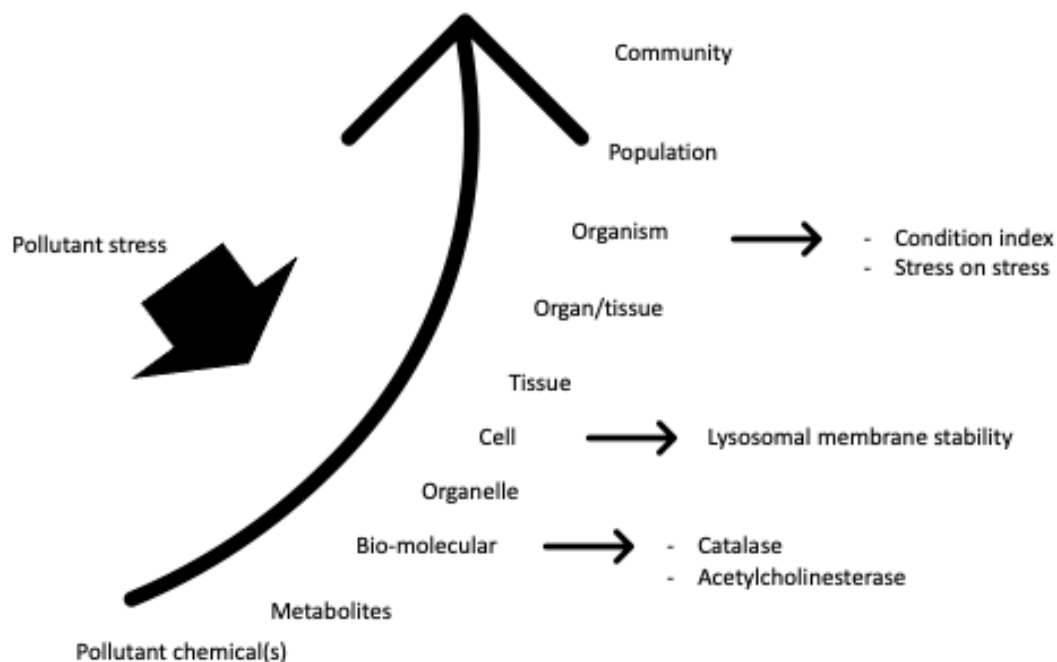 Community
Population
Pollutant stress
Organism
- Condition index
- Stress on stress
Organ/tissue
Tissue
Cell
Lysosomal membrane stability
Organelle
Bio-molecular
- Catalase
- Acetylcholinesterase
Metabolites
Pollutant chemical(s)